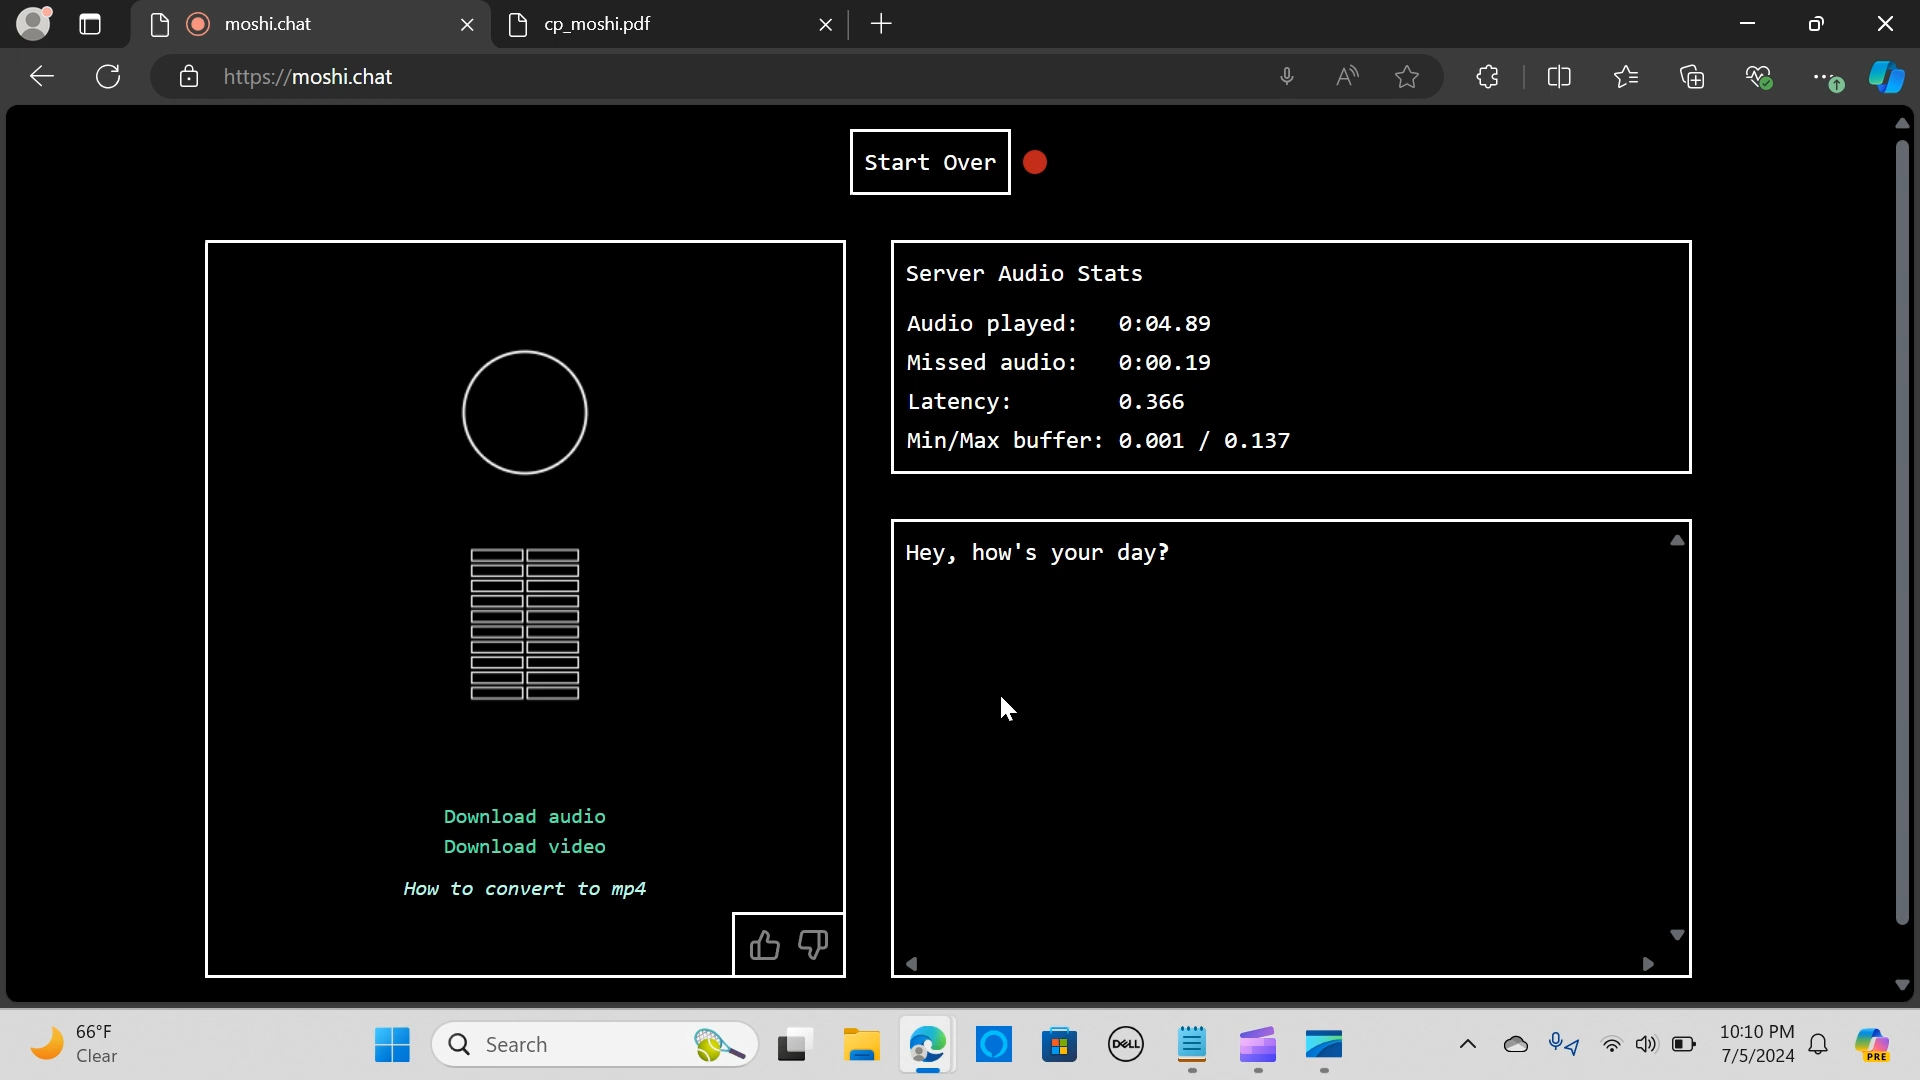 moshi.chat
cp_moshi.pdf
https://moshi.chat
Start Over
Server Audio Stats
Audio played: 0:04.89
Missed audio: 0:00.19
Latency: 0.366
Min/Max buffer: 0.001 / 0.137
Hey, how's your day?
Download audio
Download video
How to convert to mp4
66°F
Clear
Search
DELL
10:10 PM
7/5/2024
PRE